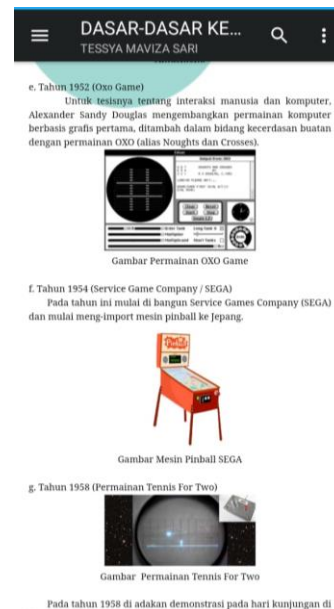 DASAR-DASAR KE...
TESSYA MAVIZA SARI
e. Tahun 1952 (Oxo Game)
Untuk tesisnya tentang interaksi manusia dan komputer,
Alexander Sandy Douglas mengembangkan permainan komputer
berbasis grafis pertama, ditambah dalam bidang kecerdasan buatan
dengan permainan OXO (alias Noughts dan Crosses).
Gambar Permainan OXO Game
f. Tahun 1954 (Service Game Company / SEGA)
Pada tahun ini mulai di bangun Service Games Company (SEGA)
dan mulai meng-import mesin pinball ke Jepang.
Gambar Mesin Pinball SEGA
g. Tahun 1958 (Permainan Tennis For Two)
Gambar Permainan Tennis For Two
Pada tahun 1958 di adakan demonstrasi pada hari kunjungan di